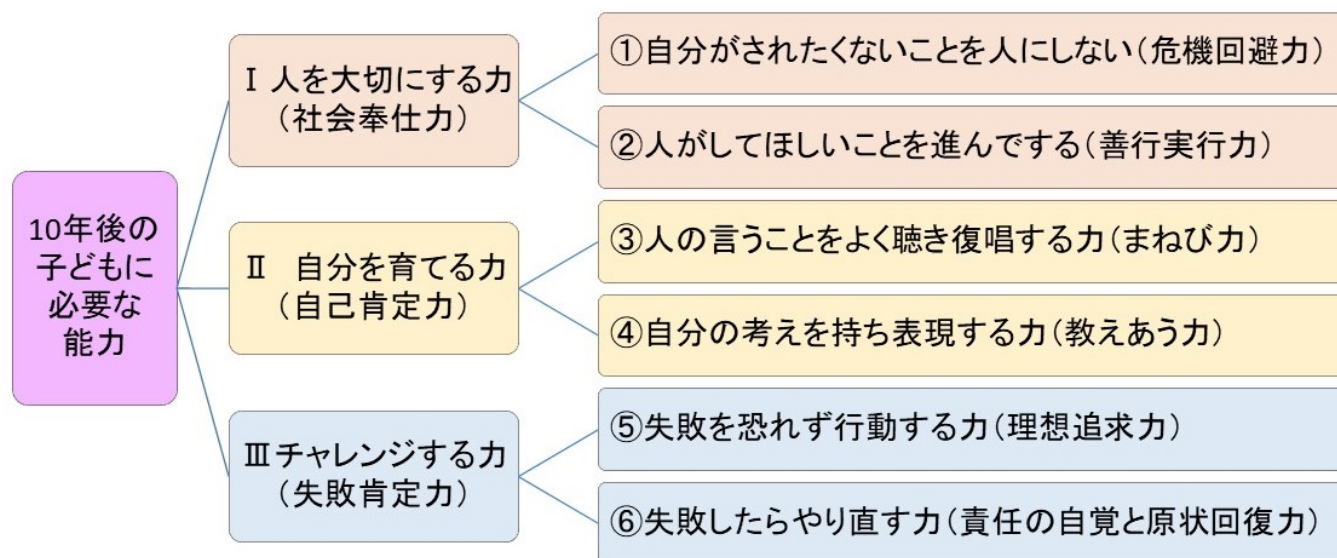 10年後の
子どもに
必要な
能力
Ⅰ 人を大切にする力
(社会奉仕力)
①自分がされたくないことを人にしない(危機回避力)
②人がしてほしいことを進んでする(善行実行力)
Ⅱ 自分を育てる力
(自己肯定力)
③人の言うことをよく聴き復唱する力(まねび力)
④自分の考えを持ち表現する力(教えあう力)
Ⅲチャレンジする力
(失敗肯定力)
⑤失敗を恐れず行動する力(理想追求力)
⑥失敗したらやり直す力(責任の自覚と原状回復力)